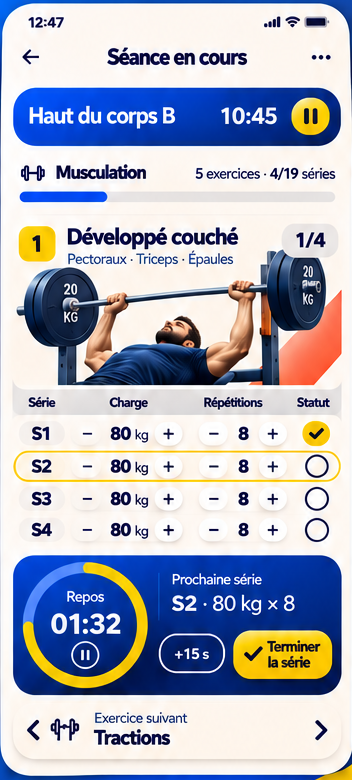 12:47
Séance en cours
Haut du corps B 10:45
Musculation 5 exercices · 4/19 séries
1 Développé couché 1/4
Pectoraux · Triceps · Épaules
20 KG
20 KG
Série Charge Répétitions Statut
S1 − 80 kg + − 8 +
S2 − 80 kg + − 8 +
S3 − 80 kg + − 8 +
S4 − 80 kg + − 8 +
Repos
01:32
Prochaine série
S2 · 80 kg × 8
+15 s
Terminer
la série
Exercice suivant
Tractions